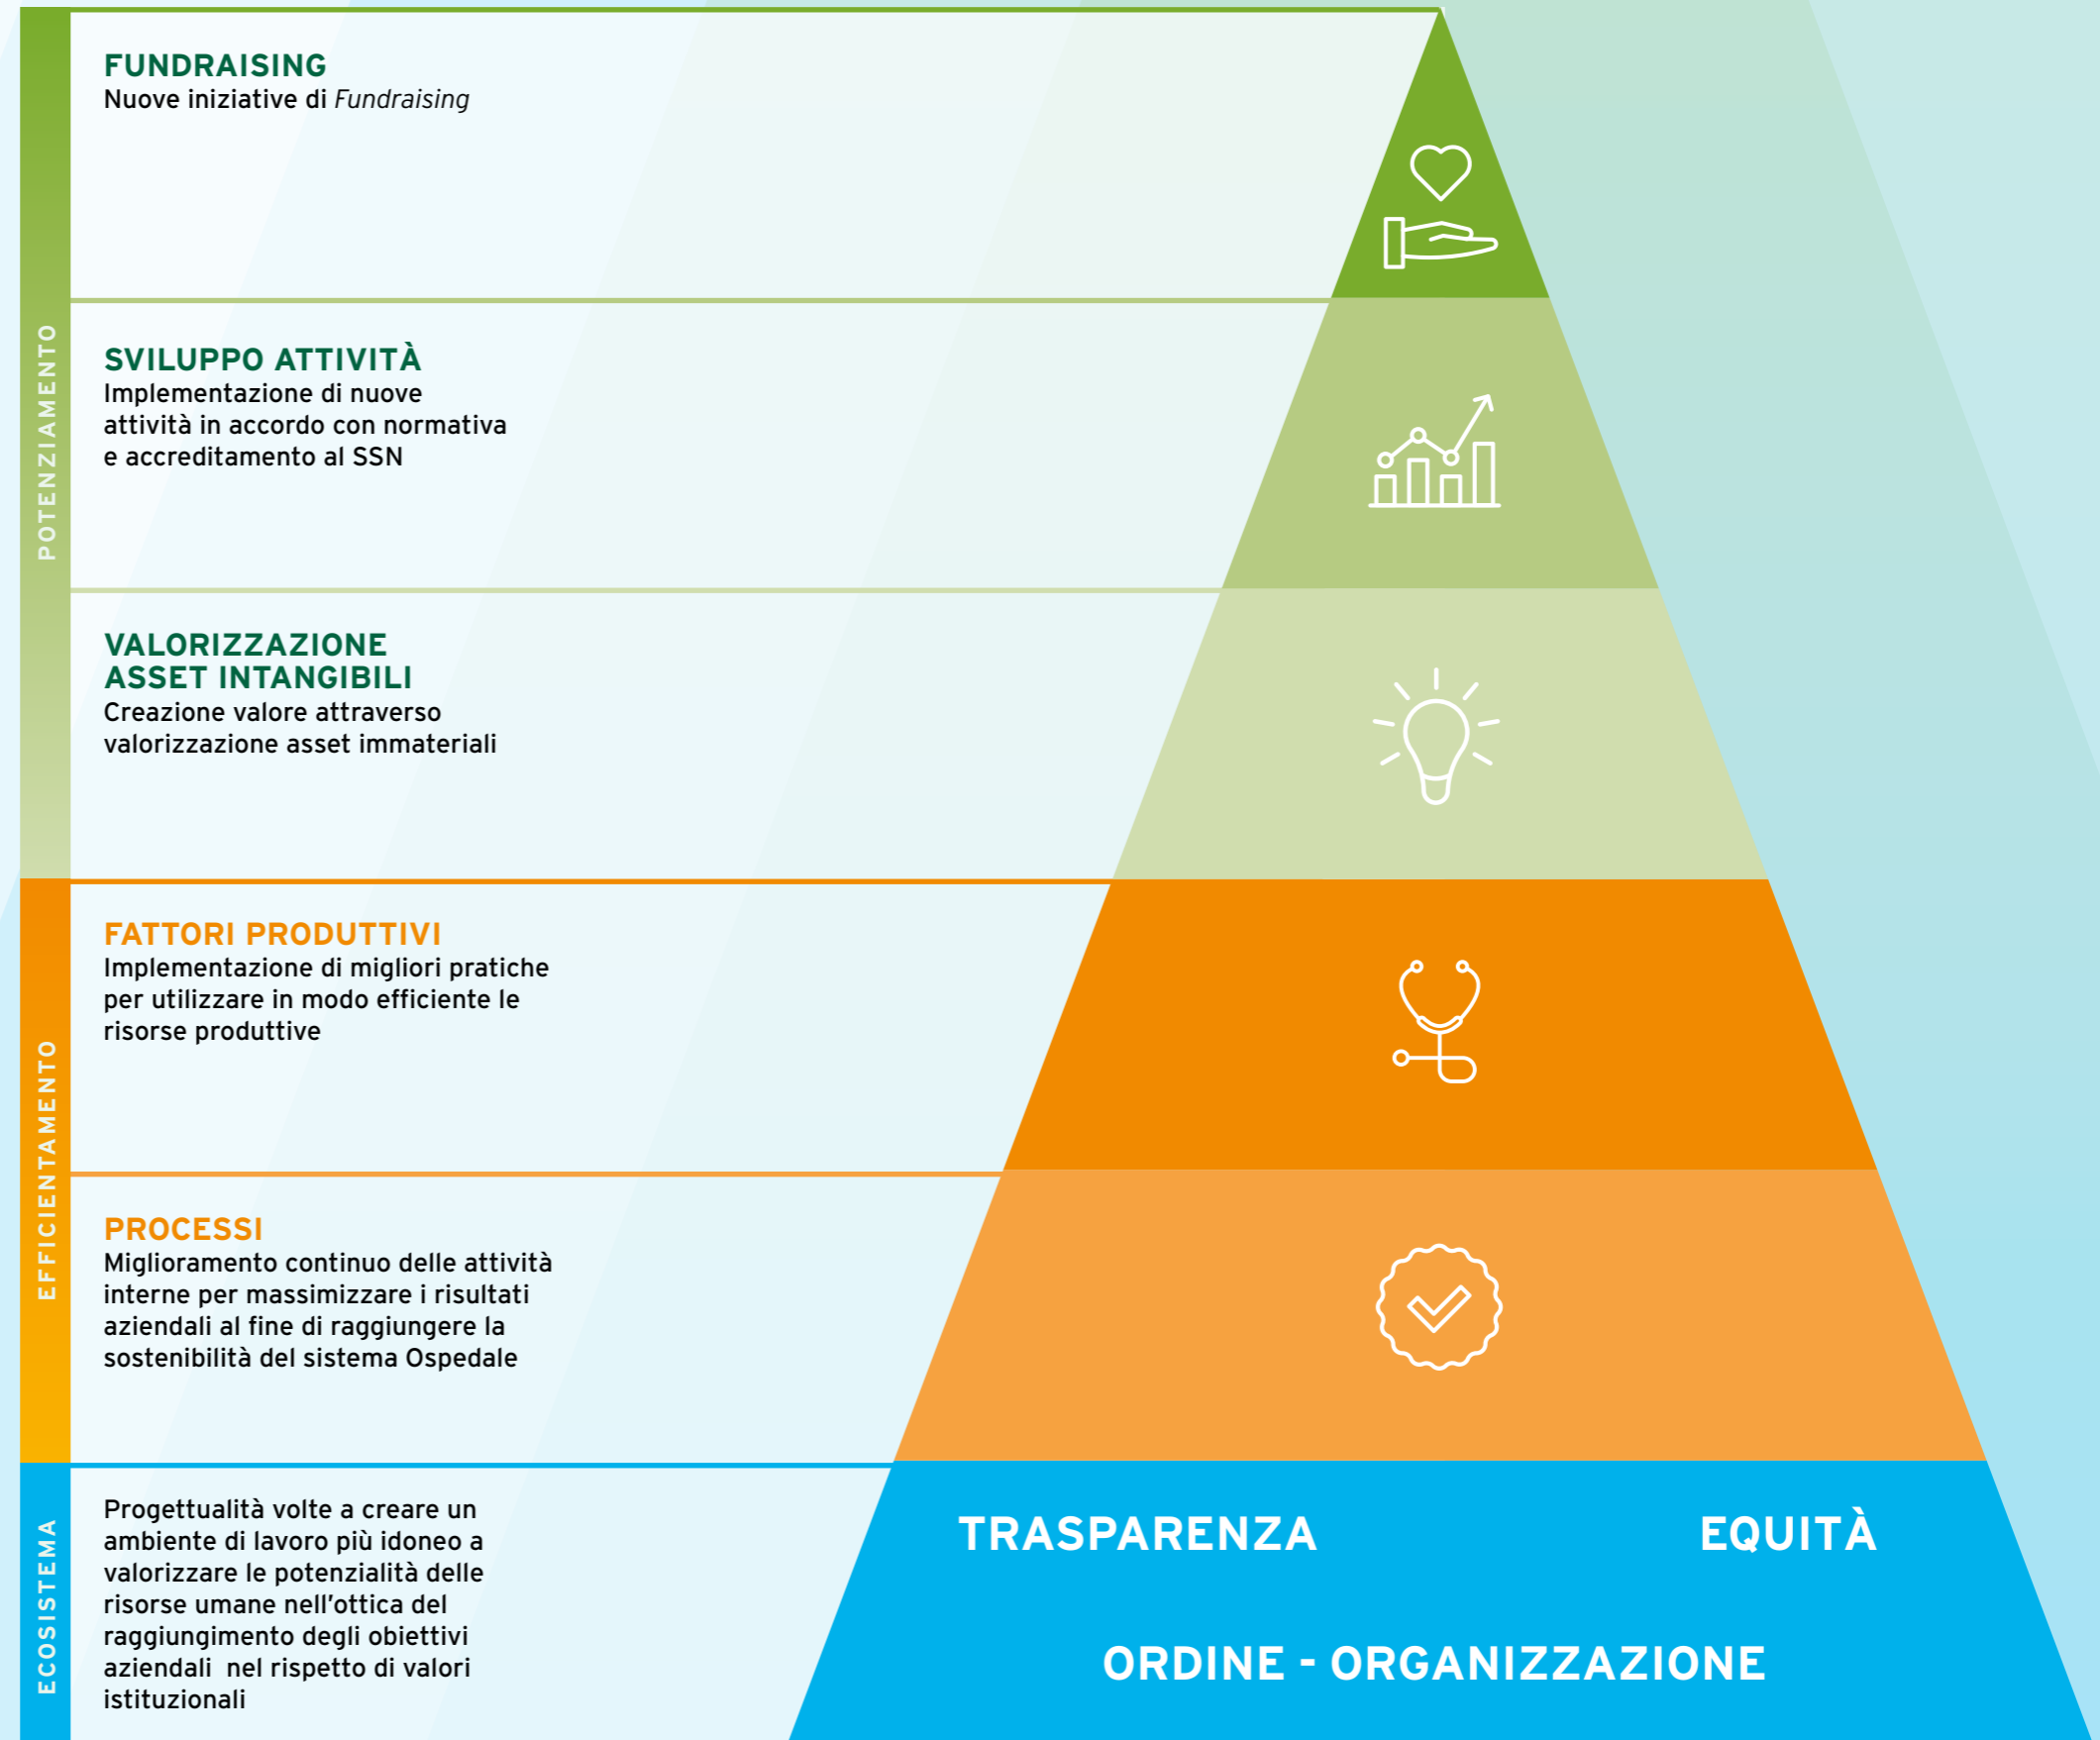 POTENZIAMENTO
FUNDRAISING
Nuove iniziative di Fundraising
SVILUPPO ATTIVITÀ
Implementazione di nuove
attività in accordo con normativa
e accreditamento al SSN
VALORIZZAZIONE
ASSET INTANGIBILI
Creazione valore attraverso
valorizzazione asset immateriali
EFFICIENTAMENTO
FATTORI PRODUTTIVI
Implementazione di migliori pratiche
per utilizzare in modo efficiente le
risorse produttive
PROCESSI
Miglioramento continuo delle attività
interne per massimizzare i risultati
aziendali al fine di raggiungere la
sostenibilità del sistema Ospedale
ECOSISTEMA
Progettualità volte a creare un
ambiente di lavoro più idoneo a
valorizzare le potenzialità delle
risorse umane nell’ottica del
raggiungimento degli obiettivi
aziendali nel rispetto di valori
istituzionali
TRASPARENZA
EQUITÀ
ORDINE - ORGANIZZAZIONE